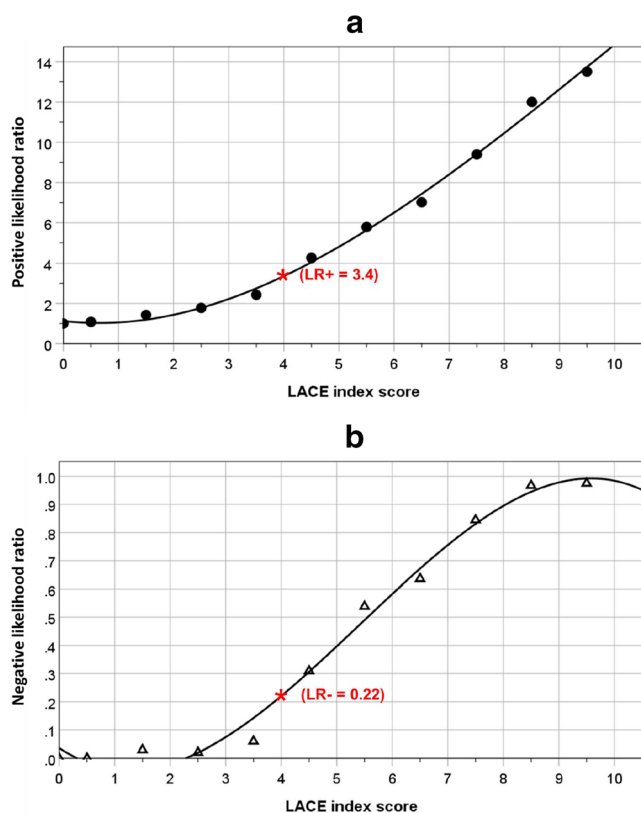 a
Positive likelihood ratio
14
12
10
8
6
4
2
0
* (LR+ = 3.4)
0 1 2 3 4 5 6 7 8 9 10
LACE index score
b
Negative likelihood ratio
1.0
.9
.8
.7
.6
.5
.4
.3
.2
.1
.0
* (LR- = 0.22)
0 1 2 3 4 5 6 7 8 9 10
LACE index score